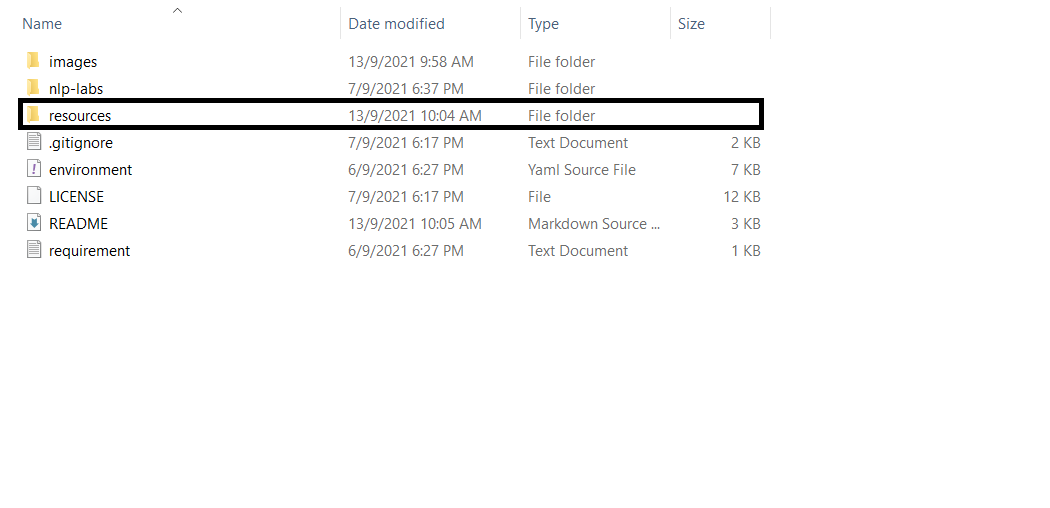 Name Date modified Type Size
images 13/9/2021 9:58 AM File folder
nlp-labs 7/9/2021 6:37 PM File folder
resources 13/9/2021 10:04 AM File folder
.gitignore 7/9/2021 6:17 PM Text Document 2 KB
environment 6/9/2021 6:27 PM Yaml Source File 7 KB
LICENSE 7/9/2021 6:17 PM File 12 KB
README 13/9/2021 10:05 AM Markdown Source ... 3 KB
requirement 6/9/2021 6:27 PM Text Document 1 KB